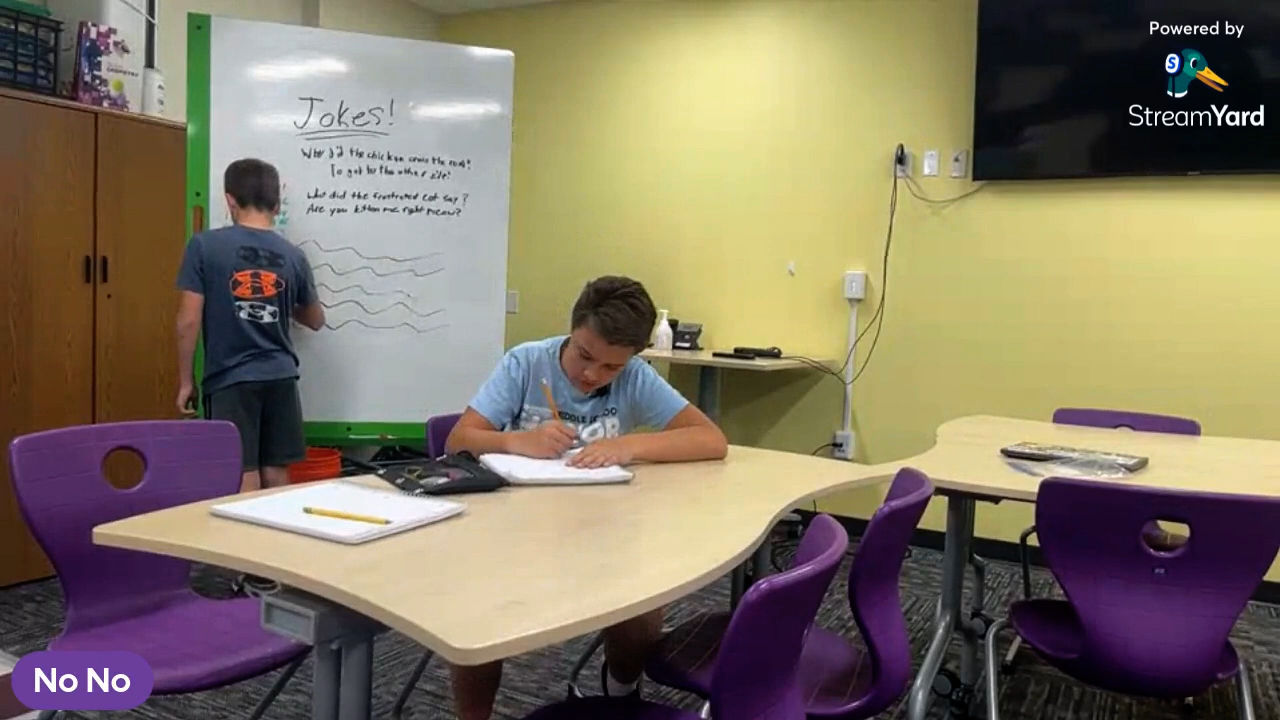 Powered by
S
StreamYard
Jokes!
Why did the chicken cross the road?
To get to the other side!
What did the frustrated cat say?
Are you kitten me right meow?
No No